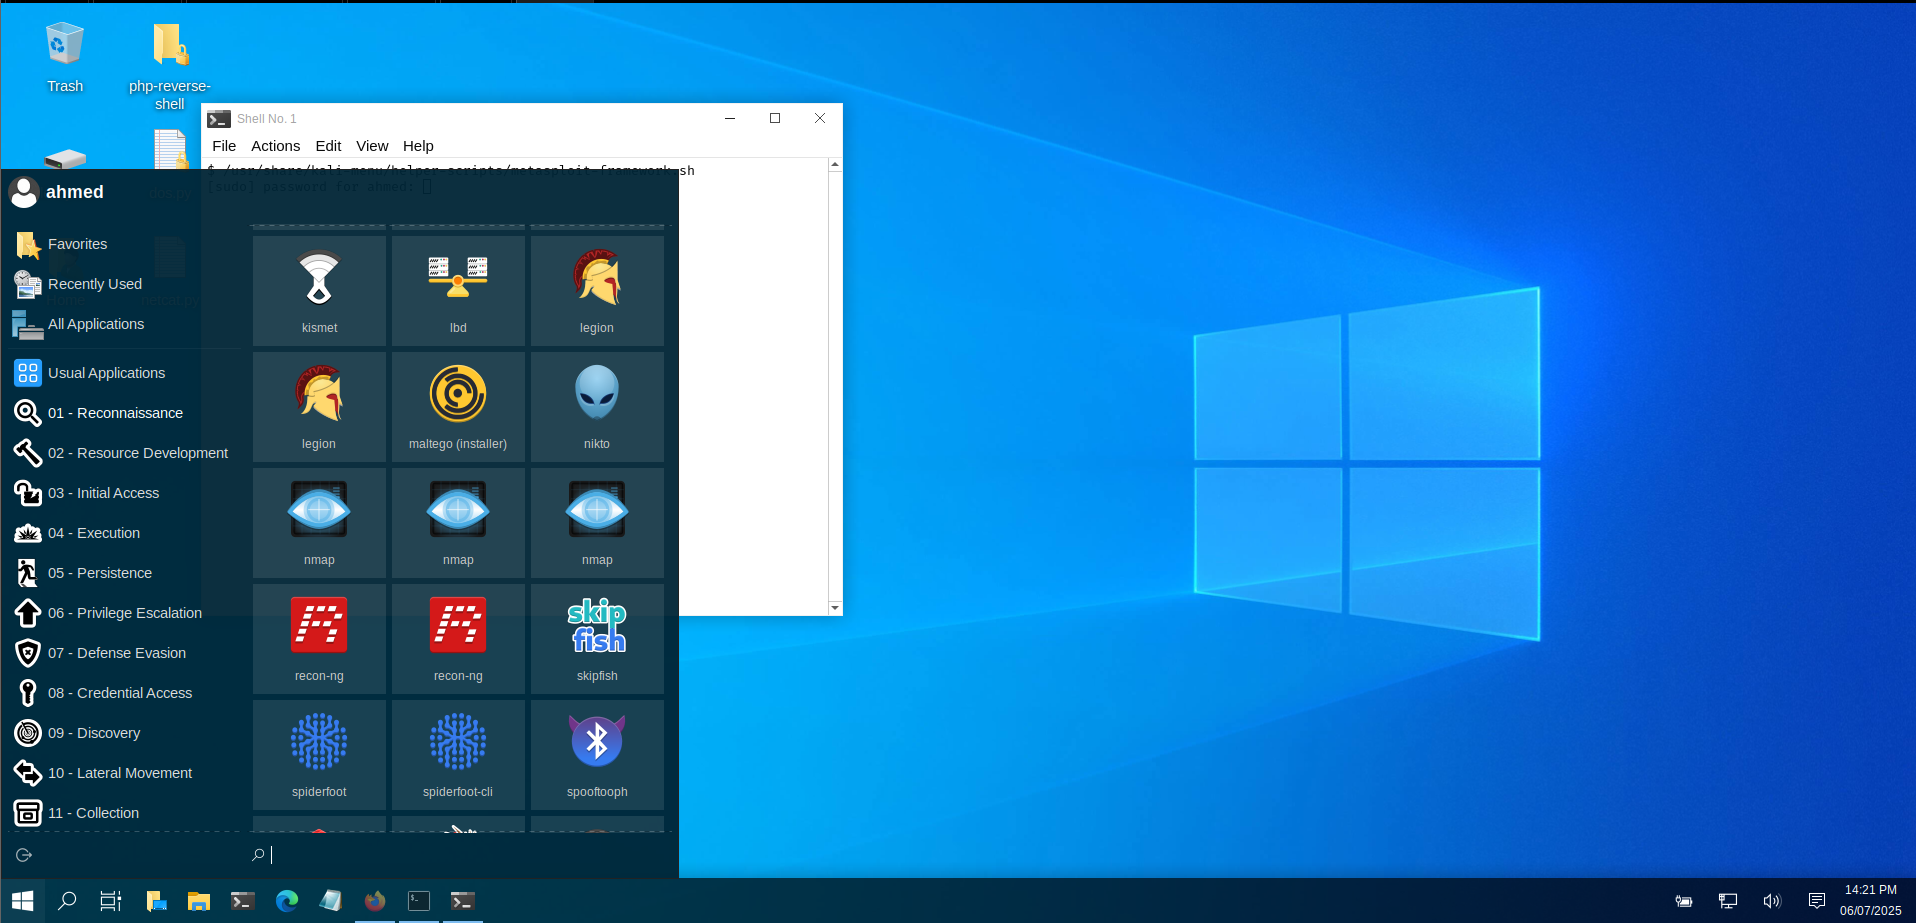 Trash
php-reverse-
shell
Shell No. 1
File Actions Edit View Help
$ /usr/share/kali-menu/helper-scripts/metasploit-framework.sh
[sudo] password for ahmed:
ahmed
Favorites
Recently Used
All Applications
Usual Applications
01 - Reconnaissance
02 - Resource Development
03 - Initial Access
04 - Execution
05 - Persistence
06 - Privilege Escalation
07 - Defense Evasion
08 - Credential Access
09 - Discovery
10 - Lateral Movement
11 - Collection
kismet
lbd
legion
legion
maltego (installer)
nikto
nmap
nmap
nmap
recon-ng
recon-ng
skip
fish
skipfish
spiderfoot
spiderfoot-cli
spooftooph
14:21 PM
06/07/2025